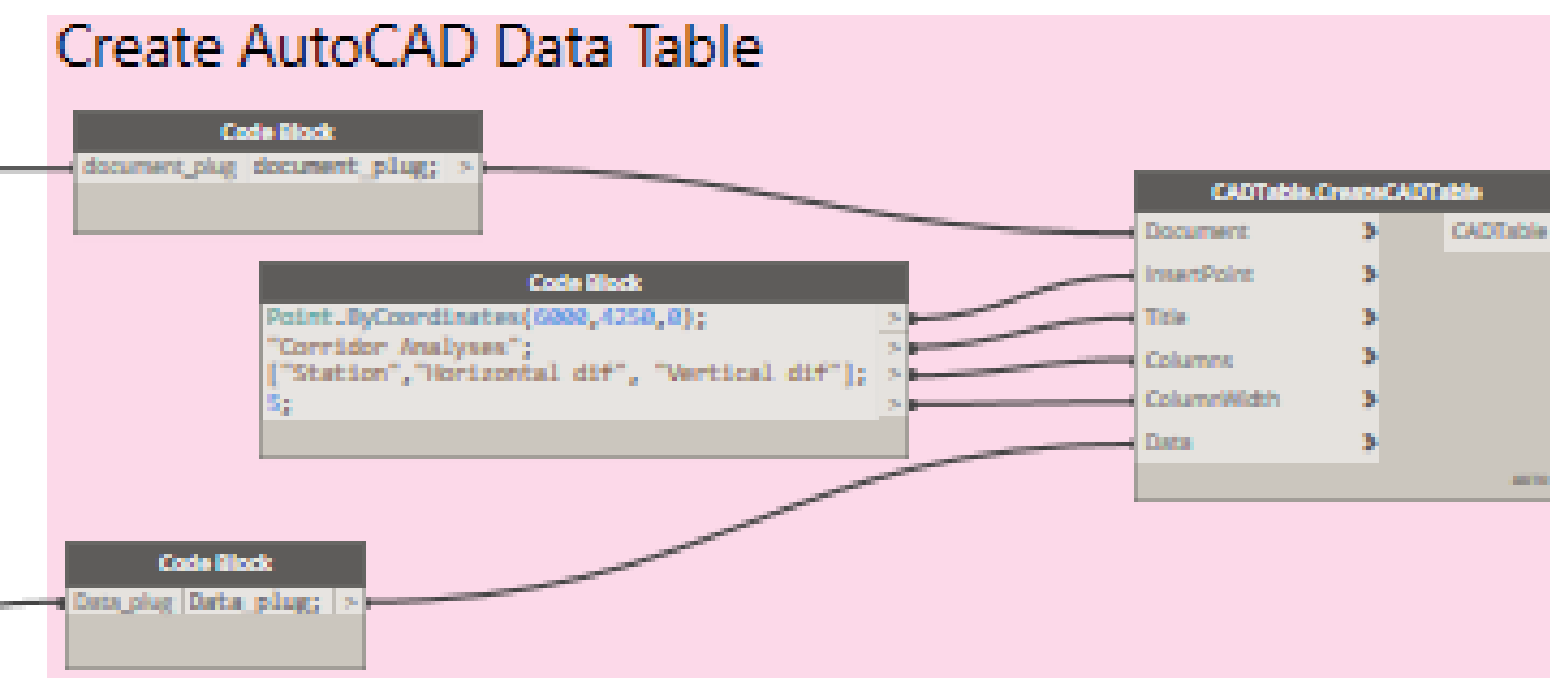 Create AutoCAD Data Table
Code Block
document_plug document_plug; >
CADTable.CreateCADTable
Document > CADTable
InsertPoint >
Title >
Columns >
ColumnWidth >
Data >
AUTO
Code Block
Point.ByCoordinates(6000,4250,0); >
"Corridor Analyses"; >
["Station","Horizontal dif", "Vertical dif"]; >
5; >
Code Block
Data_plug Data_plug; >